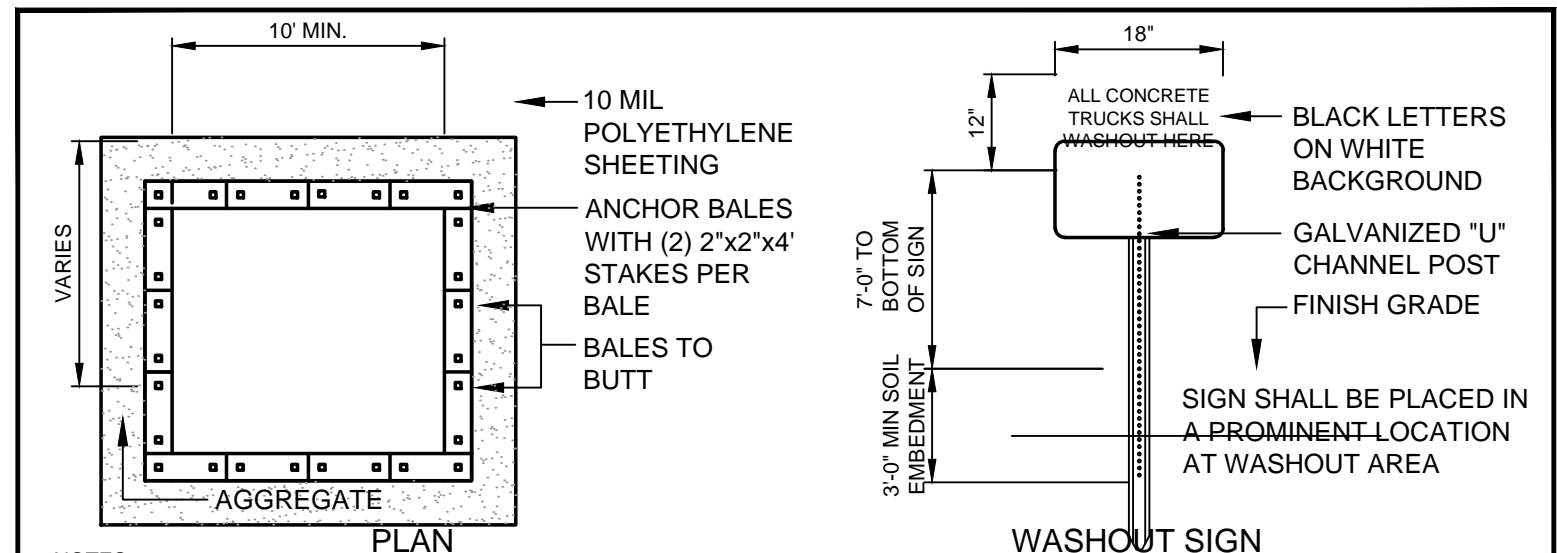 10' MIN.
10 MIL
POLYETHYLENE
SHEETING
ANCHOR BALES
WITH (2) 2"x2"x4'
STAKES PER
BALE
BALES TO
BUTT
VARIES
AGGREGATE
PLAN
18"
12"
ALL CONCRETE
TRUCKS SHALL
WASHOUT HERE
BLACK LETTERS
ON WHITE
BACKGROUND
GALVANIZED "U"
CHANNEL POST
FINISH GRADE
7'-0" TO
BOTTOM
OF SIGN
3'-0" MIN SOIL
EMBEDMENT
SIGN SHALL BE PLACED IN
A PROMINENT LOCATION
AT WASHOUT AREA
WASHOUT SIGN